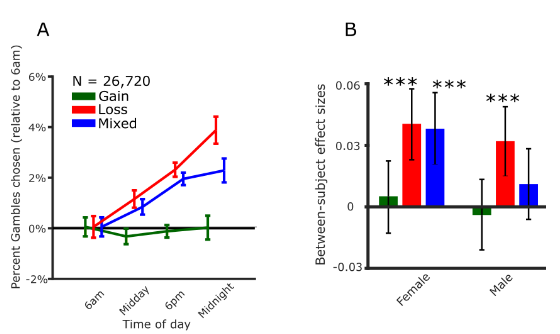 A
Percent Gambles chosen (relative to 6am)
6%
4%
2%
0%
-2%
N = 26,720
Gain
Loss
Mixed
6am
Midday
6pm
Midnight
Time of day
B
Between-subject effect sizes
0.06
0.03
0
-0.03
*** ***
***
Female
Male